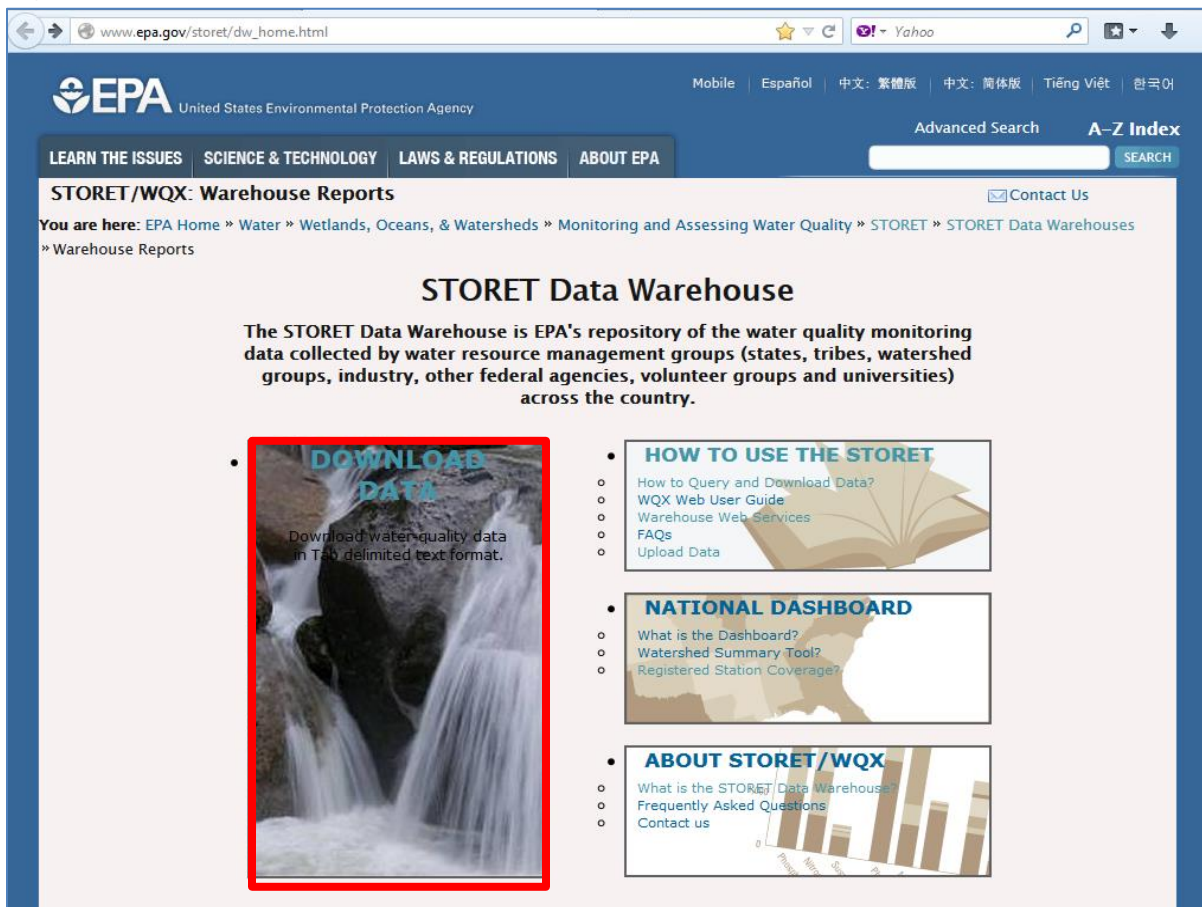 www.epa.gov/storet/dw_home.html
Yahoo
EPA United States Environmental Protection Agency
Mobile Español 中文: 繁體版 中文: 简体版 Tiếng Việt 한국어
Advanced Search A–Z Index
LEARN THE ISSUES SCIENCE & TECHNOLOGY LAWS & REGULATIONS ABOUT EPA
SEARCH
STORET/WQX: Warehouse Reports
Contact Us
You are here: EPA Home » Water » Wetlands, Oceans, & Watersheds » Monitoring and Assessing Water Quality » STORET » STORET Data Warehouses
» Warehouse Reports
STORET Data Warehouse
The STORET Data Warehouse is EPA's repository of the water quality monitoring
data collected by water resource management groups (states, tribes, watershed
groups, industry, other federal agencies, volunteer groups and universities)
across the country.
DOWNLOAD
DATA
Download water-quality data
in Tab delimited text format.
HOW TO USE THE STORET
How to Query and Download Data?
WQX Web User Guide
Warehouse Web Services
FAQs
Upload Data
NATIONAL DASHBOARD
What is the Dashboard?
Watershed Summary Tool?
Registered Station Coverage?
ABOUT STORET/WQX
What is the STORET Data Warehouse?
Frequently Asked Questions
Contact us
0